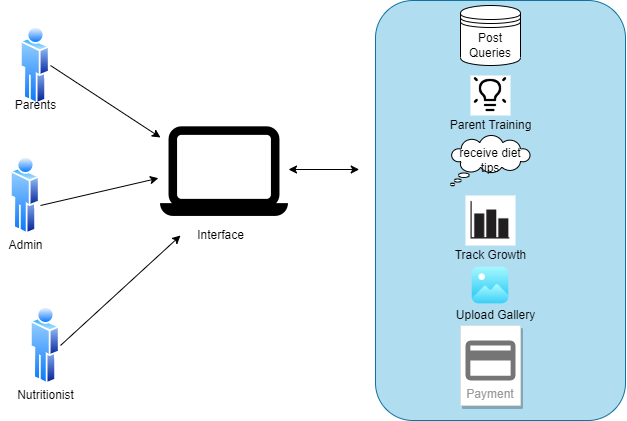 Parents
Admin
Nutritionist
Interface
Post
Queries
Parent Training
receive diet
tips
Track Growth
Upload Gallery
Payment